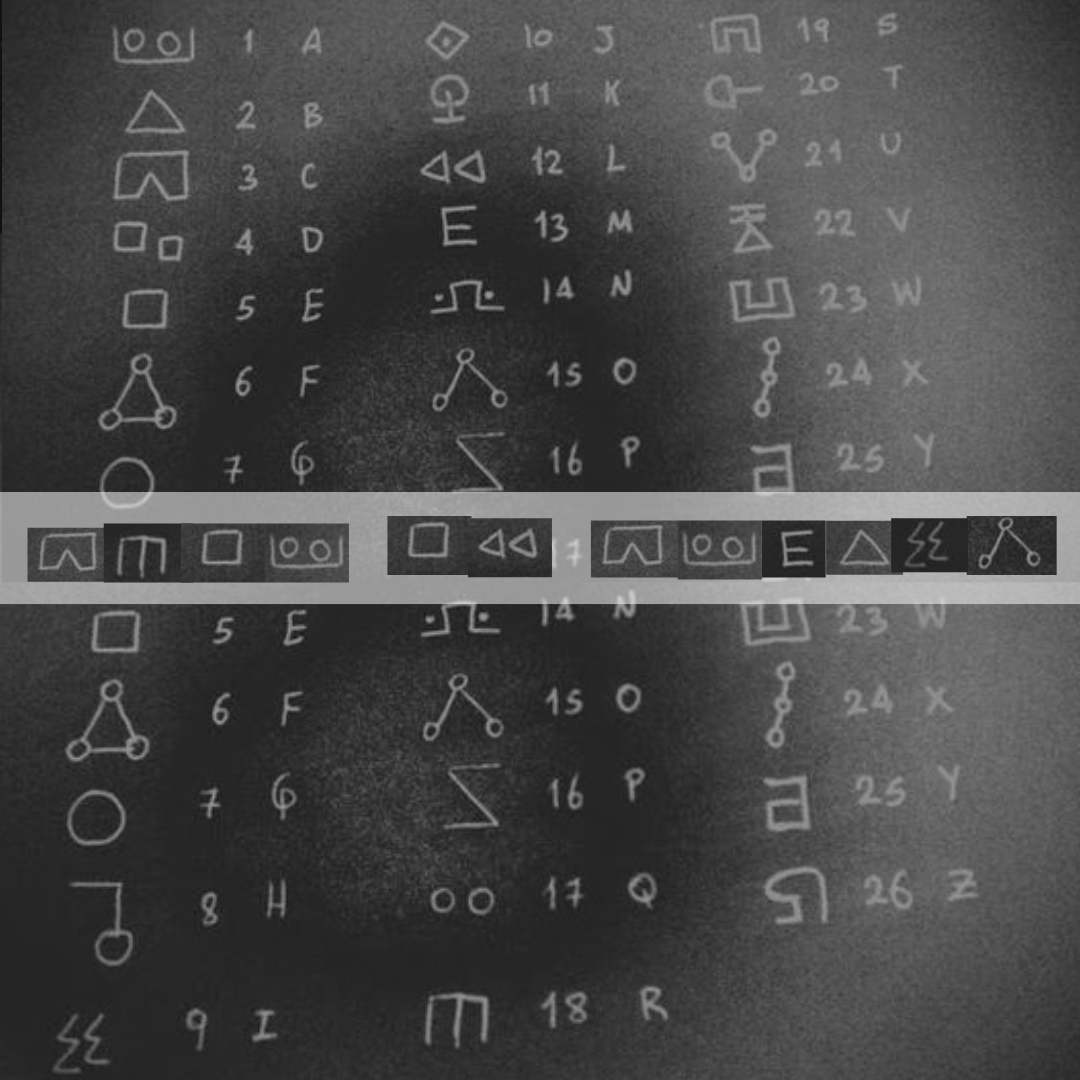 1 A 10 J 19 S
2 B 11 K 20 T
3 C 12 L 21 U
4 D 13 M 22 V
5 E 14 N 23 W
6 F 15 O 24 X
7 G 16 P 25 Y
17
5 E 14 N 23 W
6 F 15 O 24 X
7 G 16 P 25 Y
8 H 17 Q 26 Z
9 I 18 R